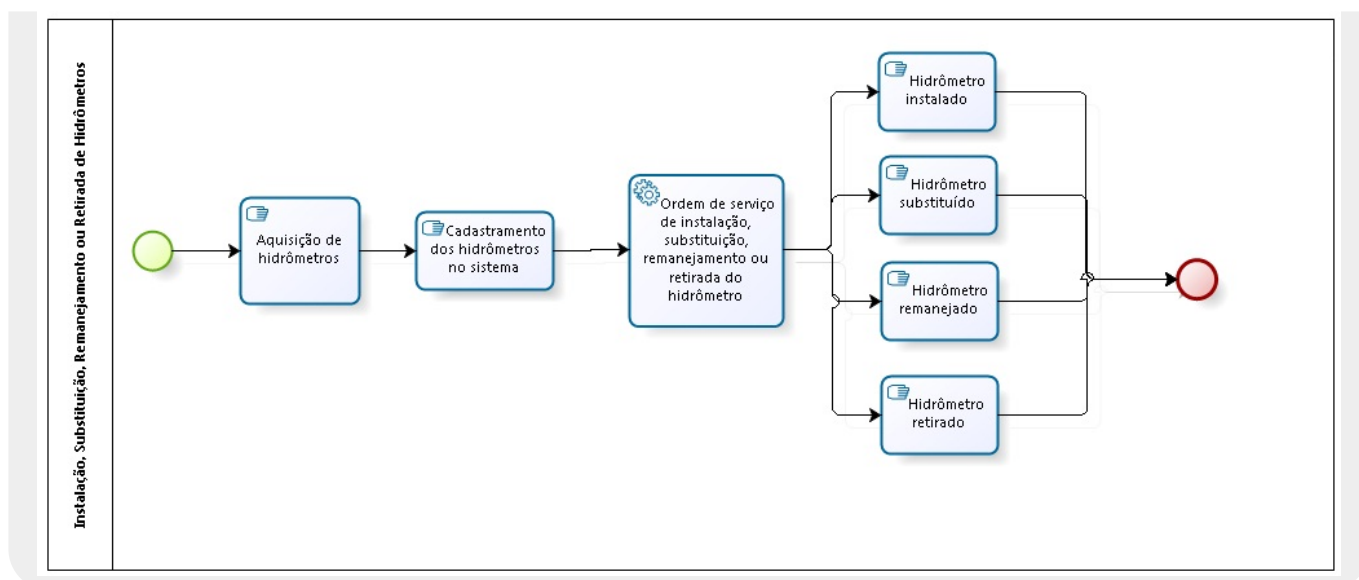 Instalação, Substituição, Remanejamento ou Retirada de Hidrômetros
Aquisição de
hidrômetros
Cadastramento
dos hidrômetros
no sistema
Ordem de serviço
de instalação,
substituição,
remanejamento ou
retirada do
hidrômetro
Hidrômetro
instalado
Hidrômetro
substituído
Hidrômetro
remanejado
Hidrômetro
retirado